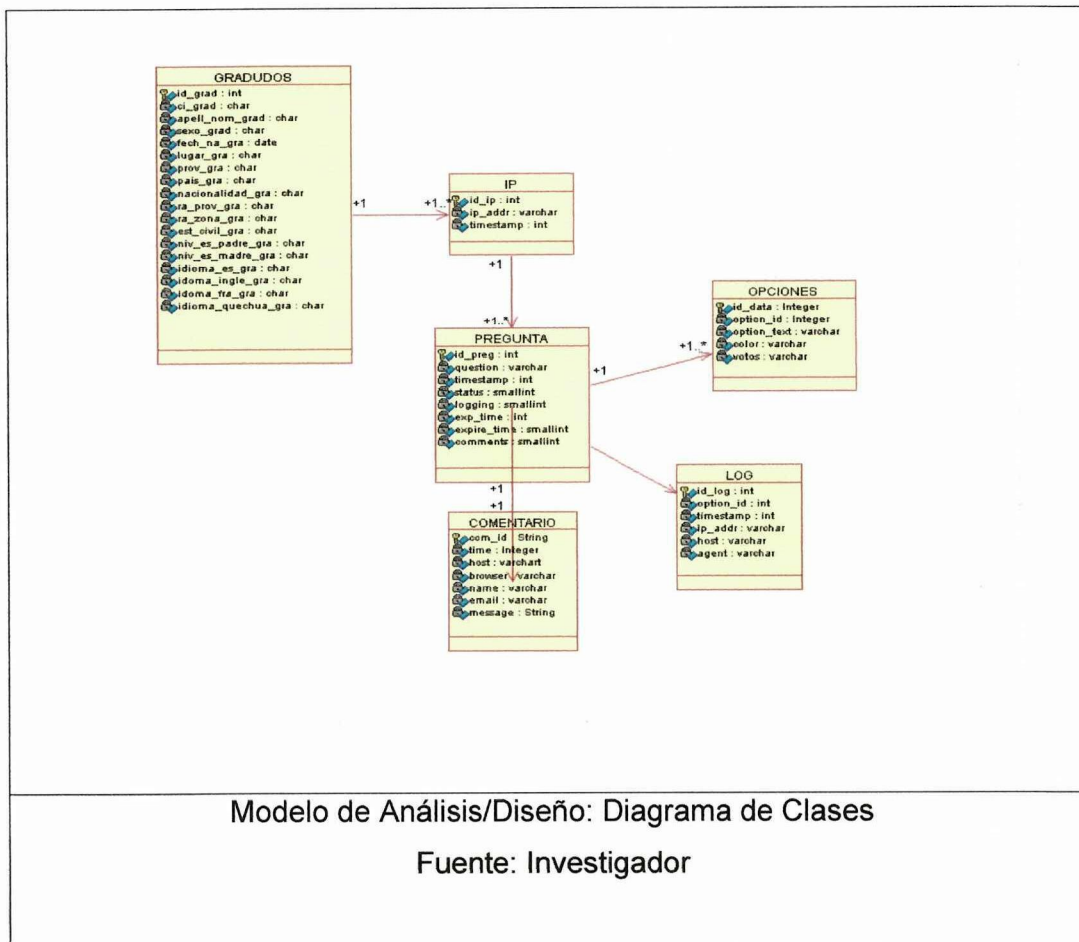 GRADUDOS
id_grad : int
ci_grad : char
apell_nom_grad : char
sexo_grad : char
fech_na_gra : date
lugar_gra : char
prov_gra : char
pais_gra : char
nacionalidad_gra : char
ra_prov_gra : char
ra_zona_gra : char
est_civil_gra : char
niv_es_padre_gra : char
niv_es_madre_gra : char
idioma_es_gra : char
idoma_ingle_gra : char
idoma_fra_gra : char
idioma_quechua_gra : char
+1
+1..*
IP
id_ip : int
ip_addr : varchar
timestamp : int
+1
+1..*
PREGUNTA
id_preg : int
question : varchar
timestamp : int
status : smallint
logging : smallint
exp_time : int
expire_time : smallint
comments : smallint
+1
+1..*
OPCIONES
id_data : Integer
option_id : Integer
option_text : varchar
color : varchar
votos : varchar
LOG
id_log : int
option_id : int
timestamp : int
ip_addr : varchar
host : varchar
agent : varchar
+1
+1
COMENTARIO
com_id : String
time : Integer
host : varchart
browser : varchar
name : varchar
email : varchar
message : String
Modelo de Análisis/Diseño: Diagrama de Clases
Fuente: Investigador